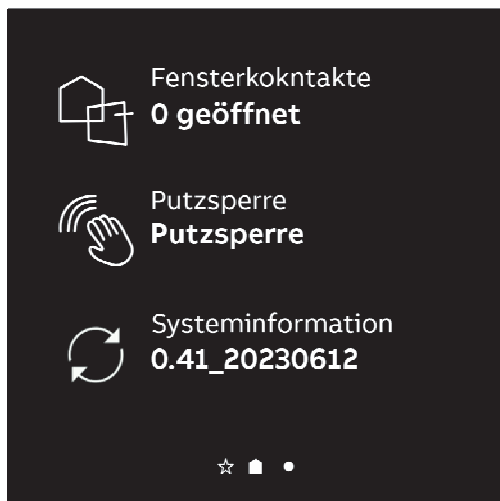 Fensterkokntakte
0 geöffnet
Putzsperre
Putzsperre
Systeminformation
0.41_20230612